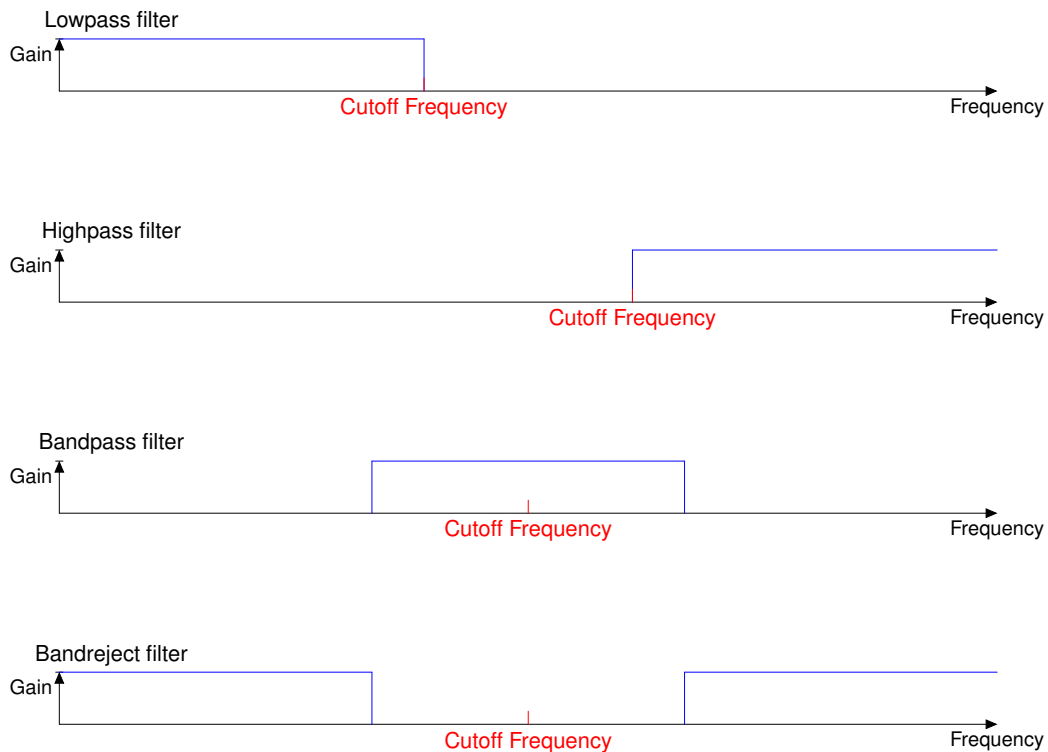 Lowpass filter
Gain
Cutoff Frequency
Frequency
Highpass filter
Gain
Cutoff Frequency
Frequency
Bandpass filter
Gain
Cutoff Frequency
Frequency
Bandreject filter
Gain
Cutoff Frequency
Frequency